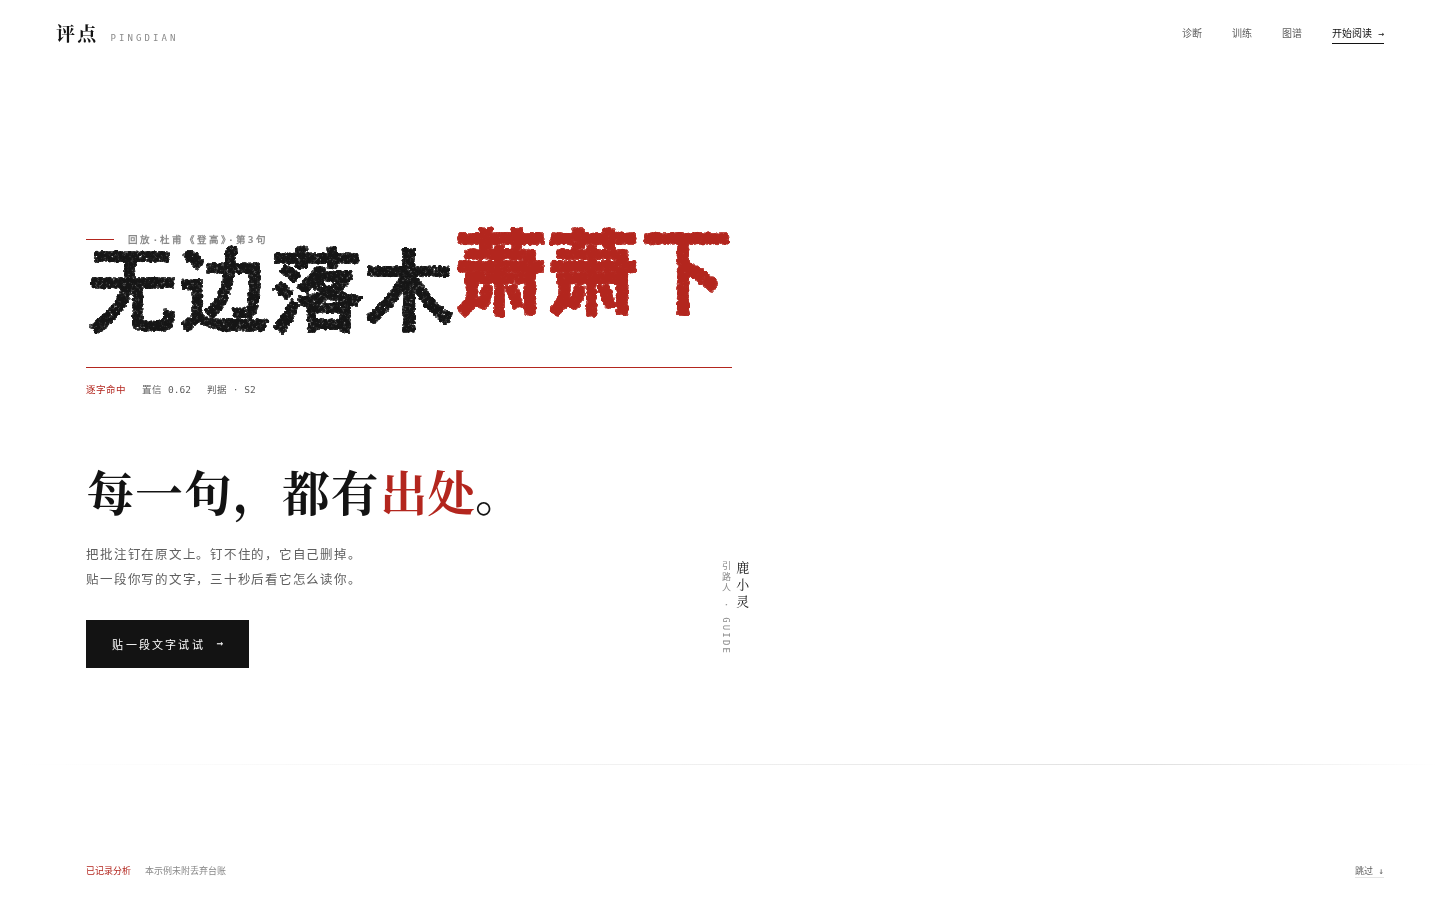 评点 PINGDIAN
诊断 训练 图谱 开始阅读 →
回放·杜甫《登高》·第3句
无边落木萧萧下
逐字命中 置信 0.62 判据 · S2
每一句，都有出处。
把批注钉在原文上。钉不住的，它自己删掉。
贴一段你写的文字，三十秒后看它怎么读你。
贴一段文字试试 →
鹿小灵
引路人 · GUIDE
已记录分析 本示例未附丢弃台账
跳过 ↓